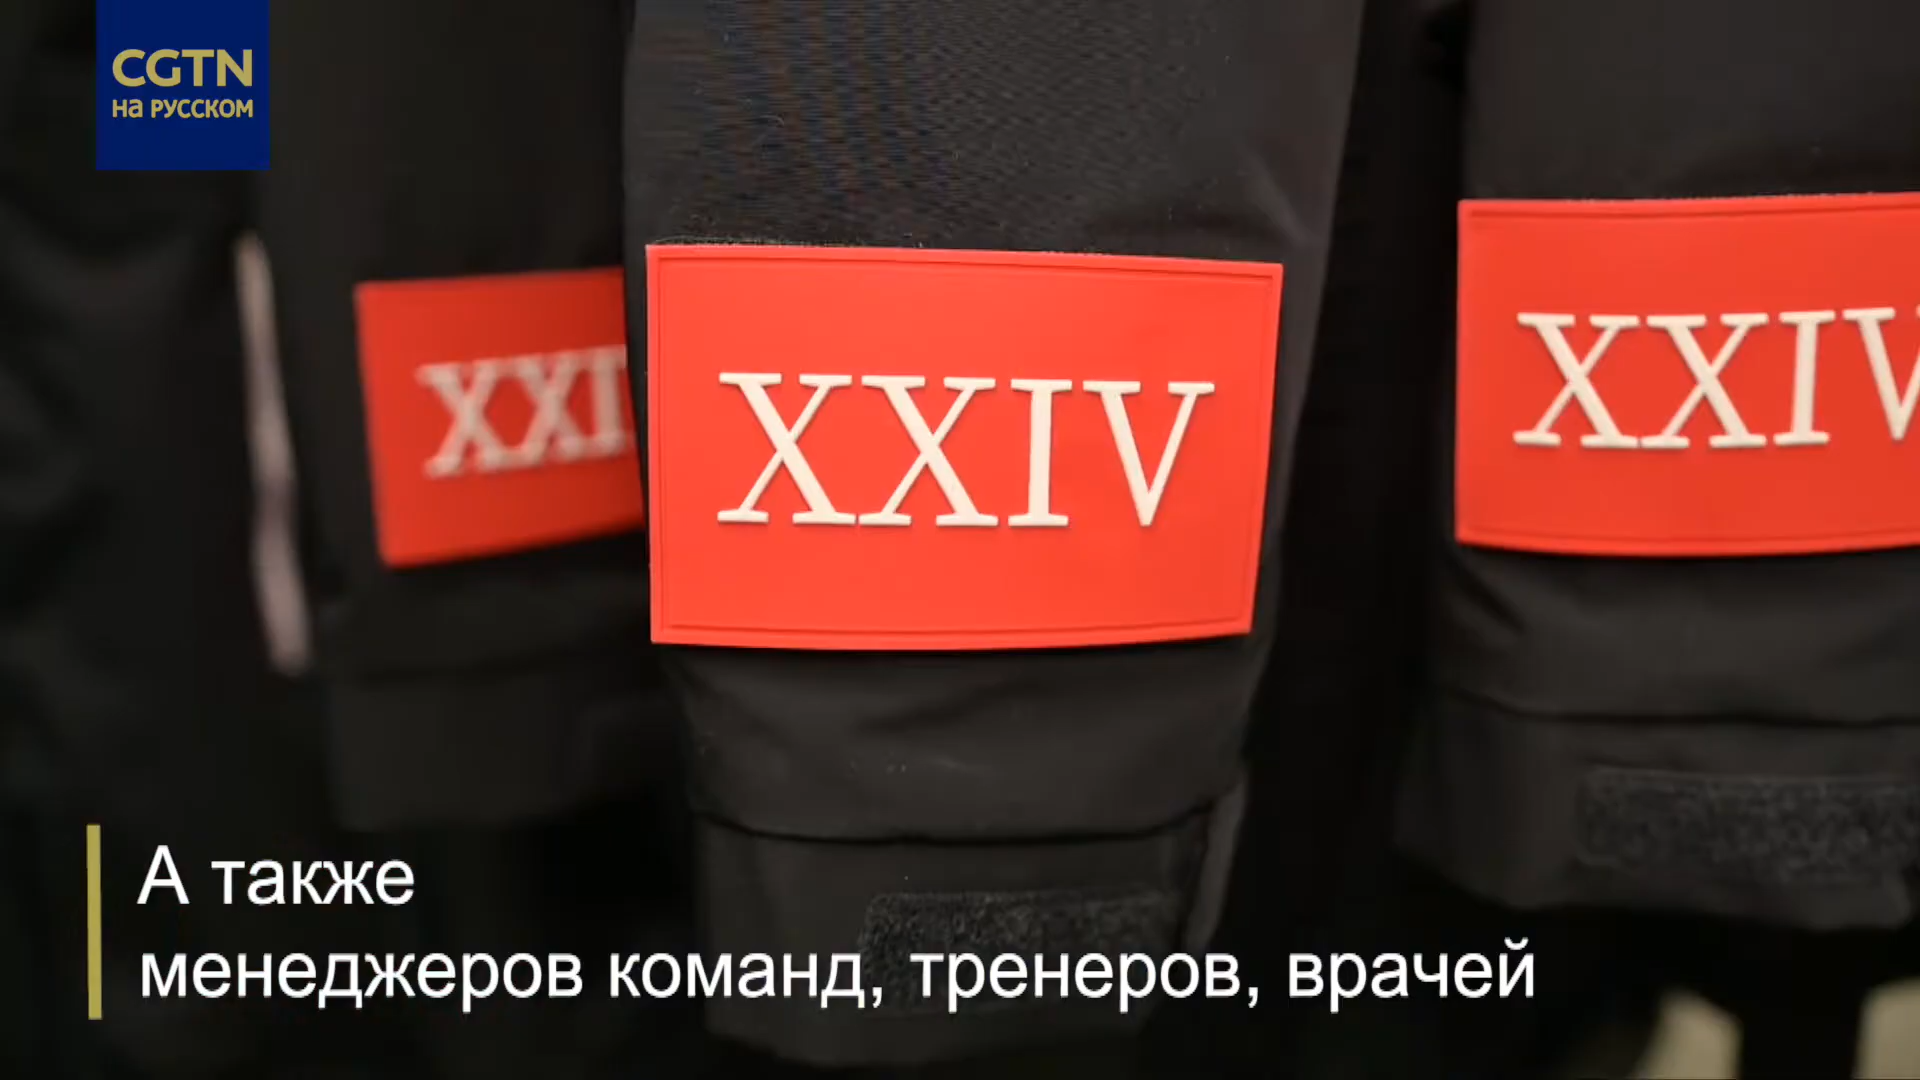 CGTN
на русском
XXI
XXIV
XXIV
А также
менеджеров команд, тренеров, врачей